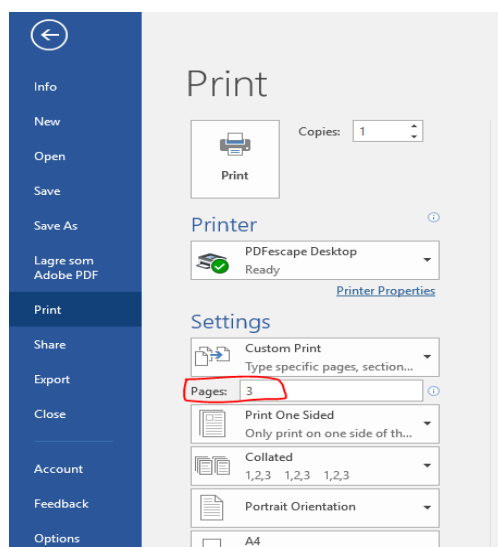 Info
New
Open
Save
Save As
Lagre som
Adobe PDF
Print
Share
Export
Close
Account
Feedback
Options
Print
Copies: 1
Print
Printer
PDFescape Desktop
Ready
Printer Properties
Settings
Custom Print
Type specific pages, section...
Pages: 3
Print One Sided
Only print on one side of th...
Collated
1,2,3 1,2,3 1,2,3
Portrait Orientation
A4